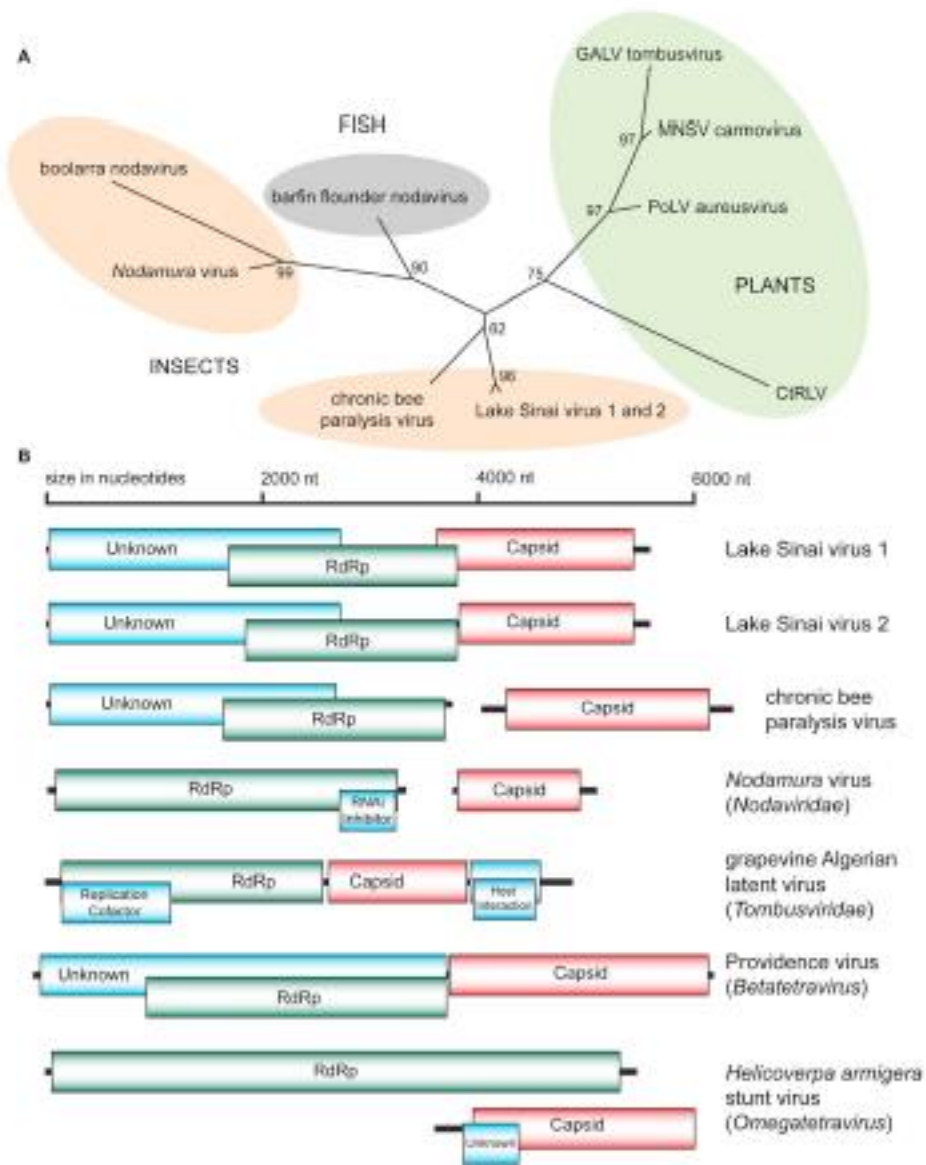 A
GALV tombusvirus
FISH
97
MNSV carmovirus
boolarra nodavirus
barfin flounder nodavirus
97
PoLV aureusvirus
Nodamura virus
99
90
75
PLANTS
62
INSECTS
98
chronic bee
paralysis virus
Lake Sinai virus 1 and 2
CtRLV
B
size in nucleotides
2000 nt
4000 nt
6000 nt
Unknown
RdRp
Capsid
Lake Sinai virus 1
Unknown
RdRp
Capsid
Lake Sinai virus 2
Unknown
RdRp
Capsid
chronic bee
paralysis virus
RdRp
RNAi
Inhibitor
Capsid
Nodamura virus
(Nodaviridae)
RdRp
Replication
Cofactor
Capsid
Host
Interaction
grapevine Algerian
latent virus
(Tombusviridae)
Unknown
RdRp
Capsid
Providence virus
(Betatetravirus)
RdRp
Unknown
Capsid
Helicoverpa armigera
stunt virus
(Omegatetravirus)